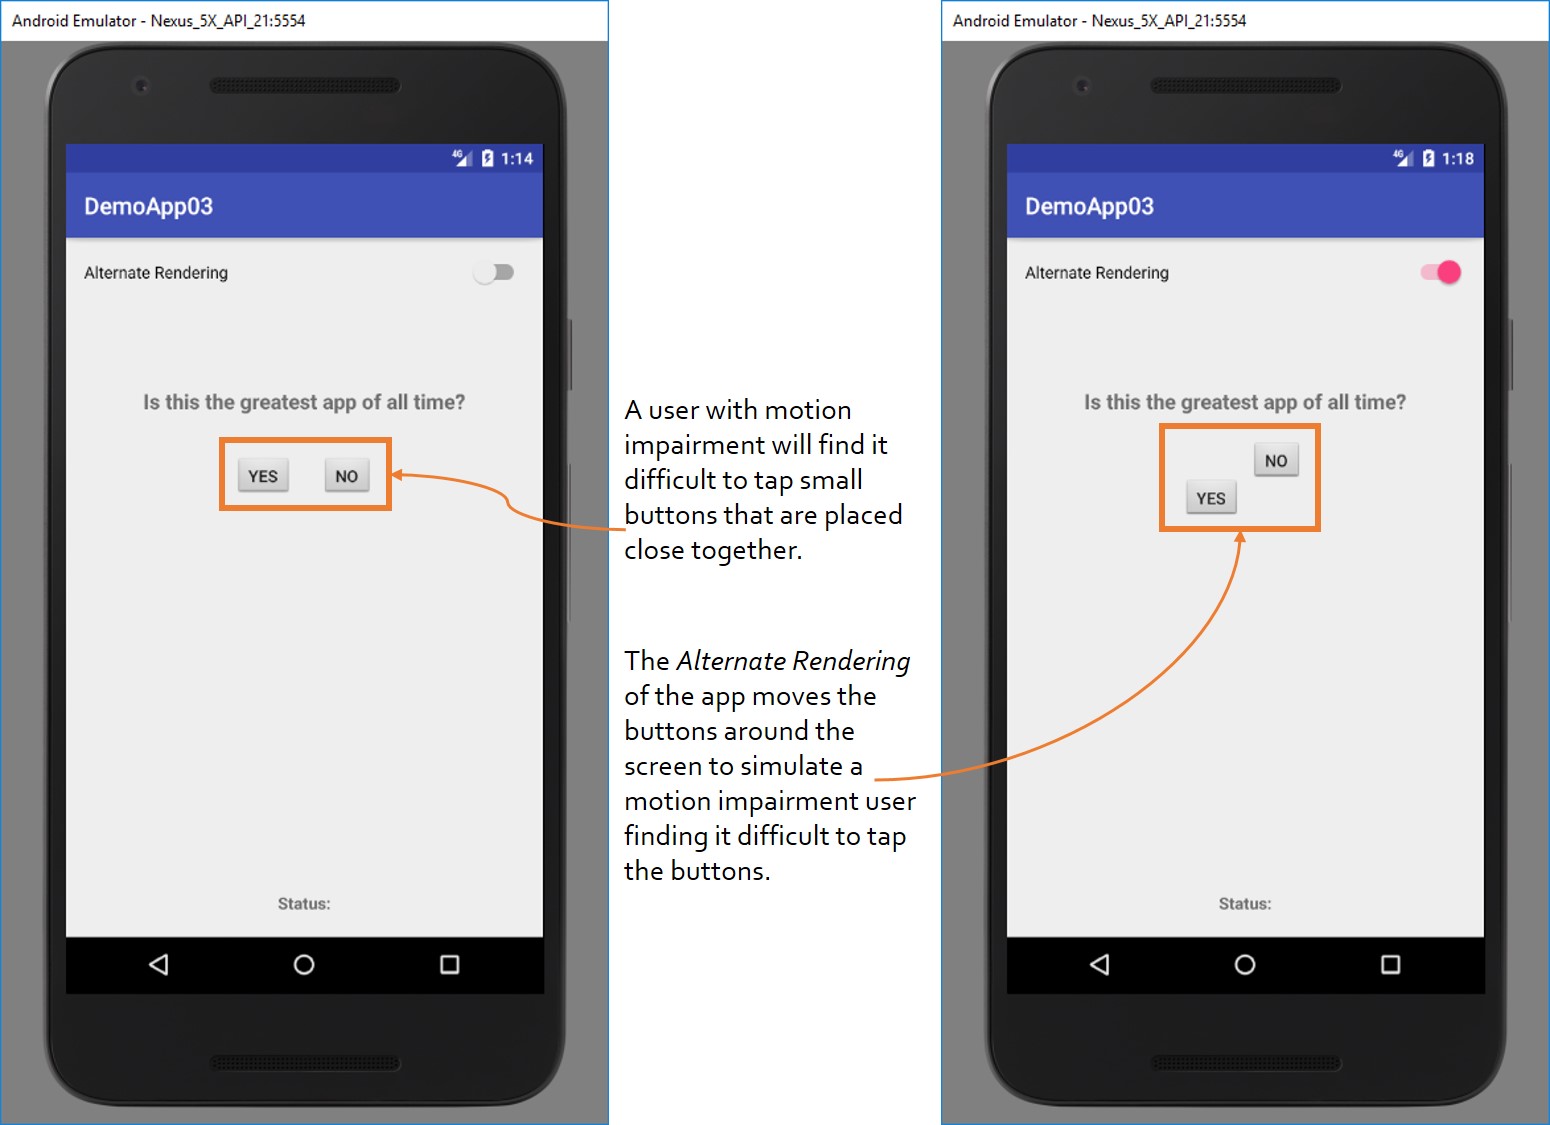 Android Emulator - Nexus_5X_API_21:5554
4G 1:14
DemoApp03
Alternate Rendering
Is this the greatest app of all time?
YES NO
Status:
A user with motion
impairment will find it
difficult to tap small
buttons that are placed
close together.
The Alternate Rendering
of the app moves the
buttons around the
screen to simulate a
motion impairment user
finding it difficult to tap
the buttons.
Android Emulator - Nexus_5X_API_21:5554
4G 1:18
DemoApp03
Alternate Rendering
Is this the greatest app of all time?
NO
YES
Status: